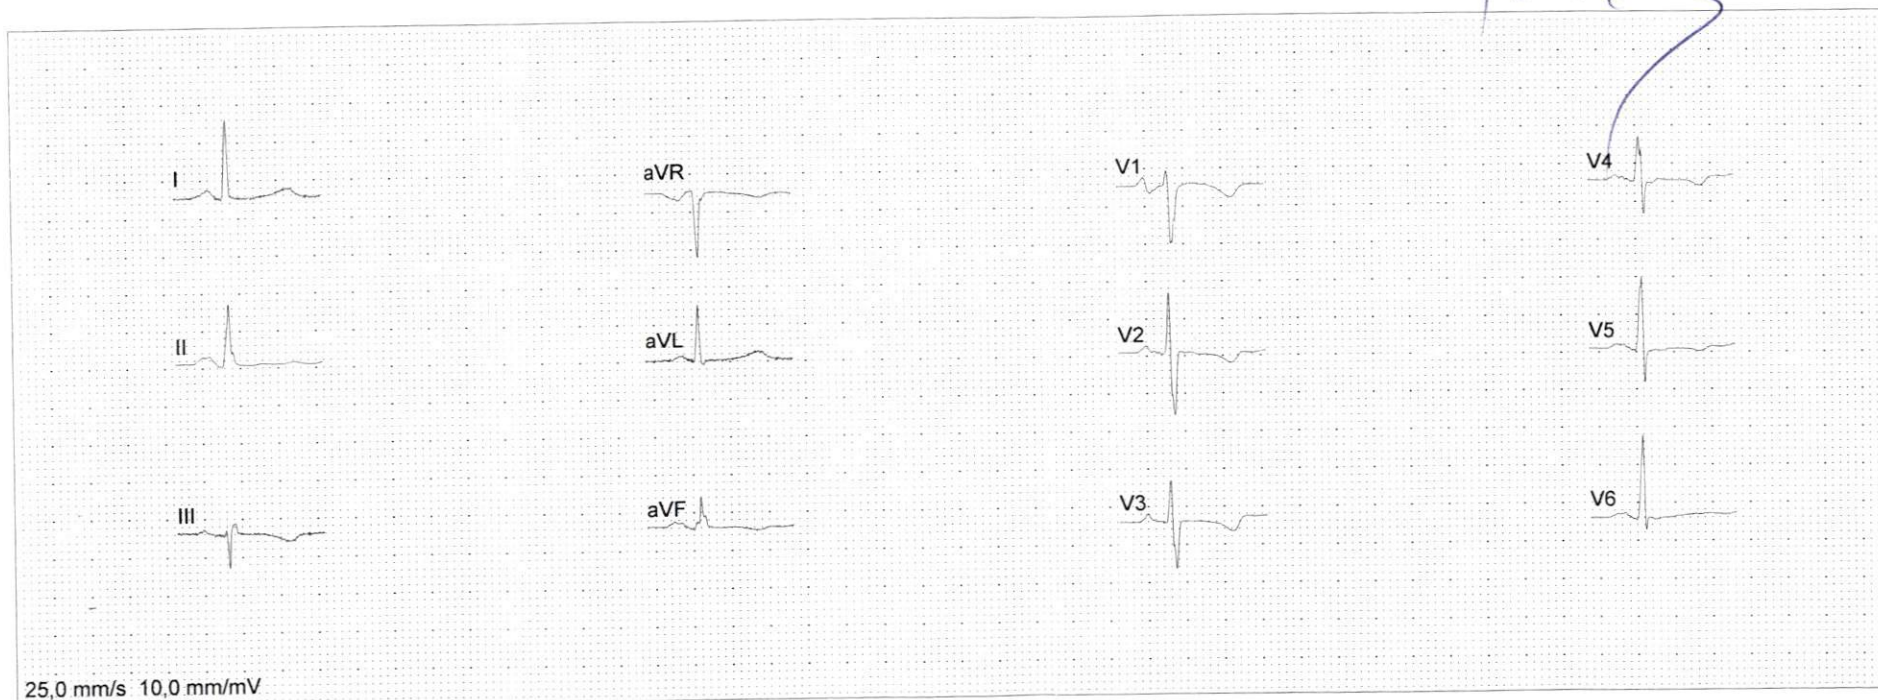 I
aVR
V1
V4
II
aVL
V2
V5
III
aVF
V3
V6
25,0 mm/s 10,0 mm/mV